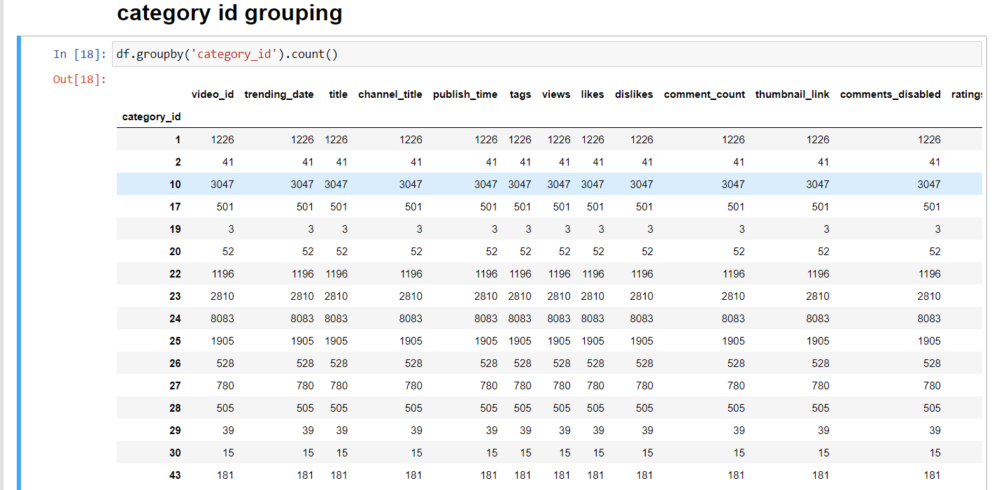 category id grouping
In [18]: df.groupby('category_id').count()
Out[18]:
video_id trending_date title channel_title publish_time tags views likes dislikes comment_count thumbnail_link comments_disabled ratings
category_id
1 1226 1226 1226 1226 1226 1226 1226 1226 1226 1226 1226 1226
2 41 41 41 41 41 41 41 41 41 41 41 41
10 3047 3047 3047 3047 3047 3047 3047 3047 3047 3047 3047 3047
17 501 501 501 501 501 501 501 501 501 501 501 501
19 3 3 3 3 3 3 3 3 3 3 3 3
20 52 52 52 52 52 52 52 52 52 52 52 52
22 1196 1196 1196 1196 1196 1196 1196 1196 1196 1196 1196 1196
23 2810 2810 2810 2810 2810 2810 2810 2810 2810 2810 2810 2810
24 8083 8083 8083 8083 8083 8083 8083 8083 8083 8083 8083 8083
25 1905 1905 1905 1905 1905 1905 1905 1905 1905 1905 1905 1905
26 528 528 528 528 528 528 528 528 528 528 528 528
27 780 780 780 780 780 780 780 780 780 780 780 780
28 505 505 505 505 505 505 505 505 505 505 505 505
29 39 39 39 39 39 39 39 39 39 39 39 39
30 15 15 15 15 15 15 15 15 15 15 15 15
43 181 181 181 181 181 181 181 181 181 181 181 181